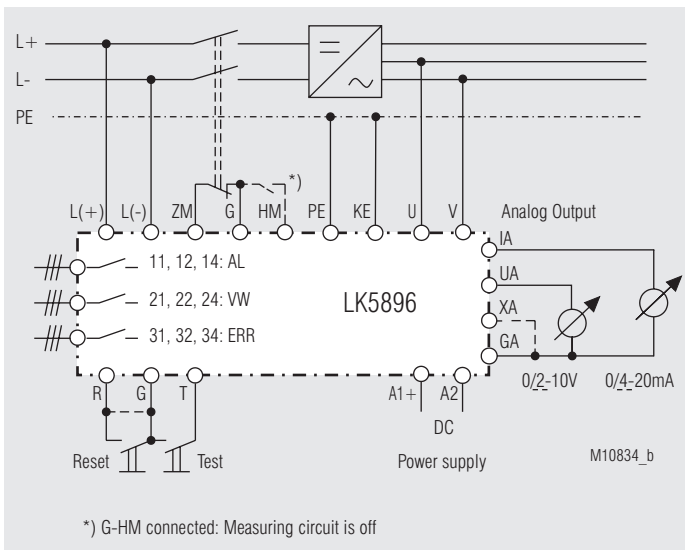 L+
L-
PE
*)
L(+) L(-) ZM G HM PE KE U V Analog Output
IA
11, 12, 14: AL
UA
21, 22, 24: VW
LK5896
XA
31, 32, 34: ERR
GA
R G T A1+ A2
0/2-10V 0/4-20mA
DC
Reset Test
Power supply
M10834_b
*) G-HM connected: Measuring circuit is off